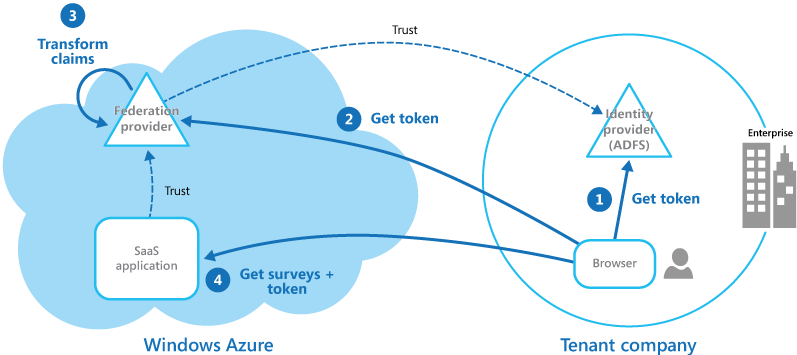 3
Transform
claims
Trust
Federation
provider
2 Get token
Identity
provider
(ADFS)
Enterprise
Trust
1 Get token
SaaS
application
4 Get surveys +
token
Browser
Windows Azure
Tenant company